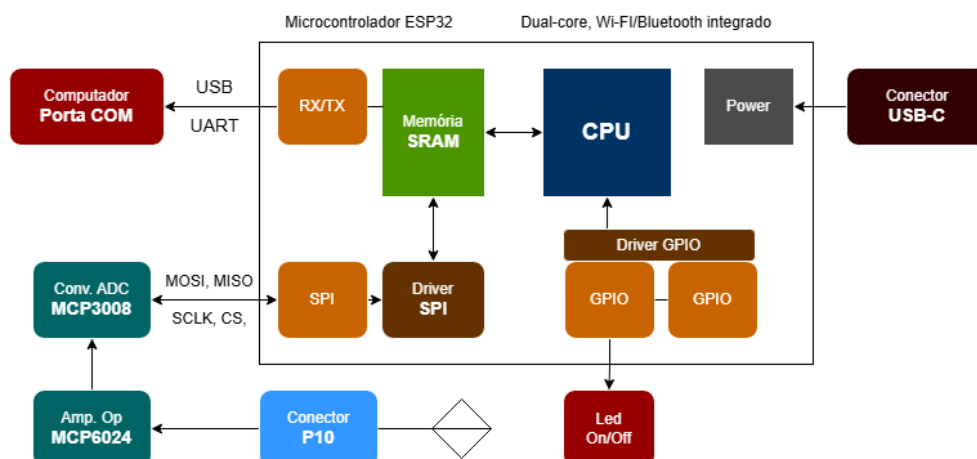 Microcontrolador ESP32
Dual-core, Wi-FI/Bluetooth integrado
Computador
Porta COM
USB
UART
RX/TX
Memória
SRAM
CPU
Power
Conector
USB-C
Driver GPIO
GPIO
GPIO
Conv. ADC
MCP3008
MOSI, MISO
SCLK, CS,
SPI
Driver
SPI
Amp. Op
MCP6024
Conector
P10
Led
On/Off